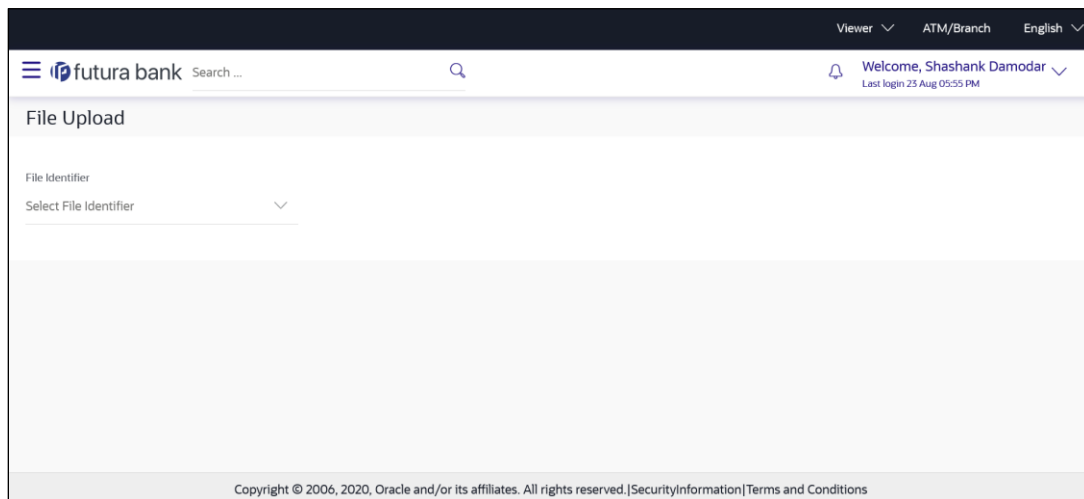 Viewer ATM/Branch English
futura bank Search ... Welcome, Shashank Damodar
Last login 23 Aug 05:55 PM
File Upload
File Identifier
Select File Identifier
Copyright © 2006, 2020, Oracle and/or its affiliates. All rights reserved.|SecurityInformation|Terms and Conditions